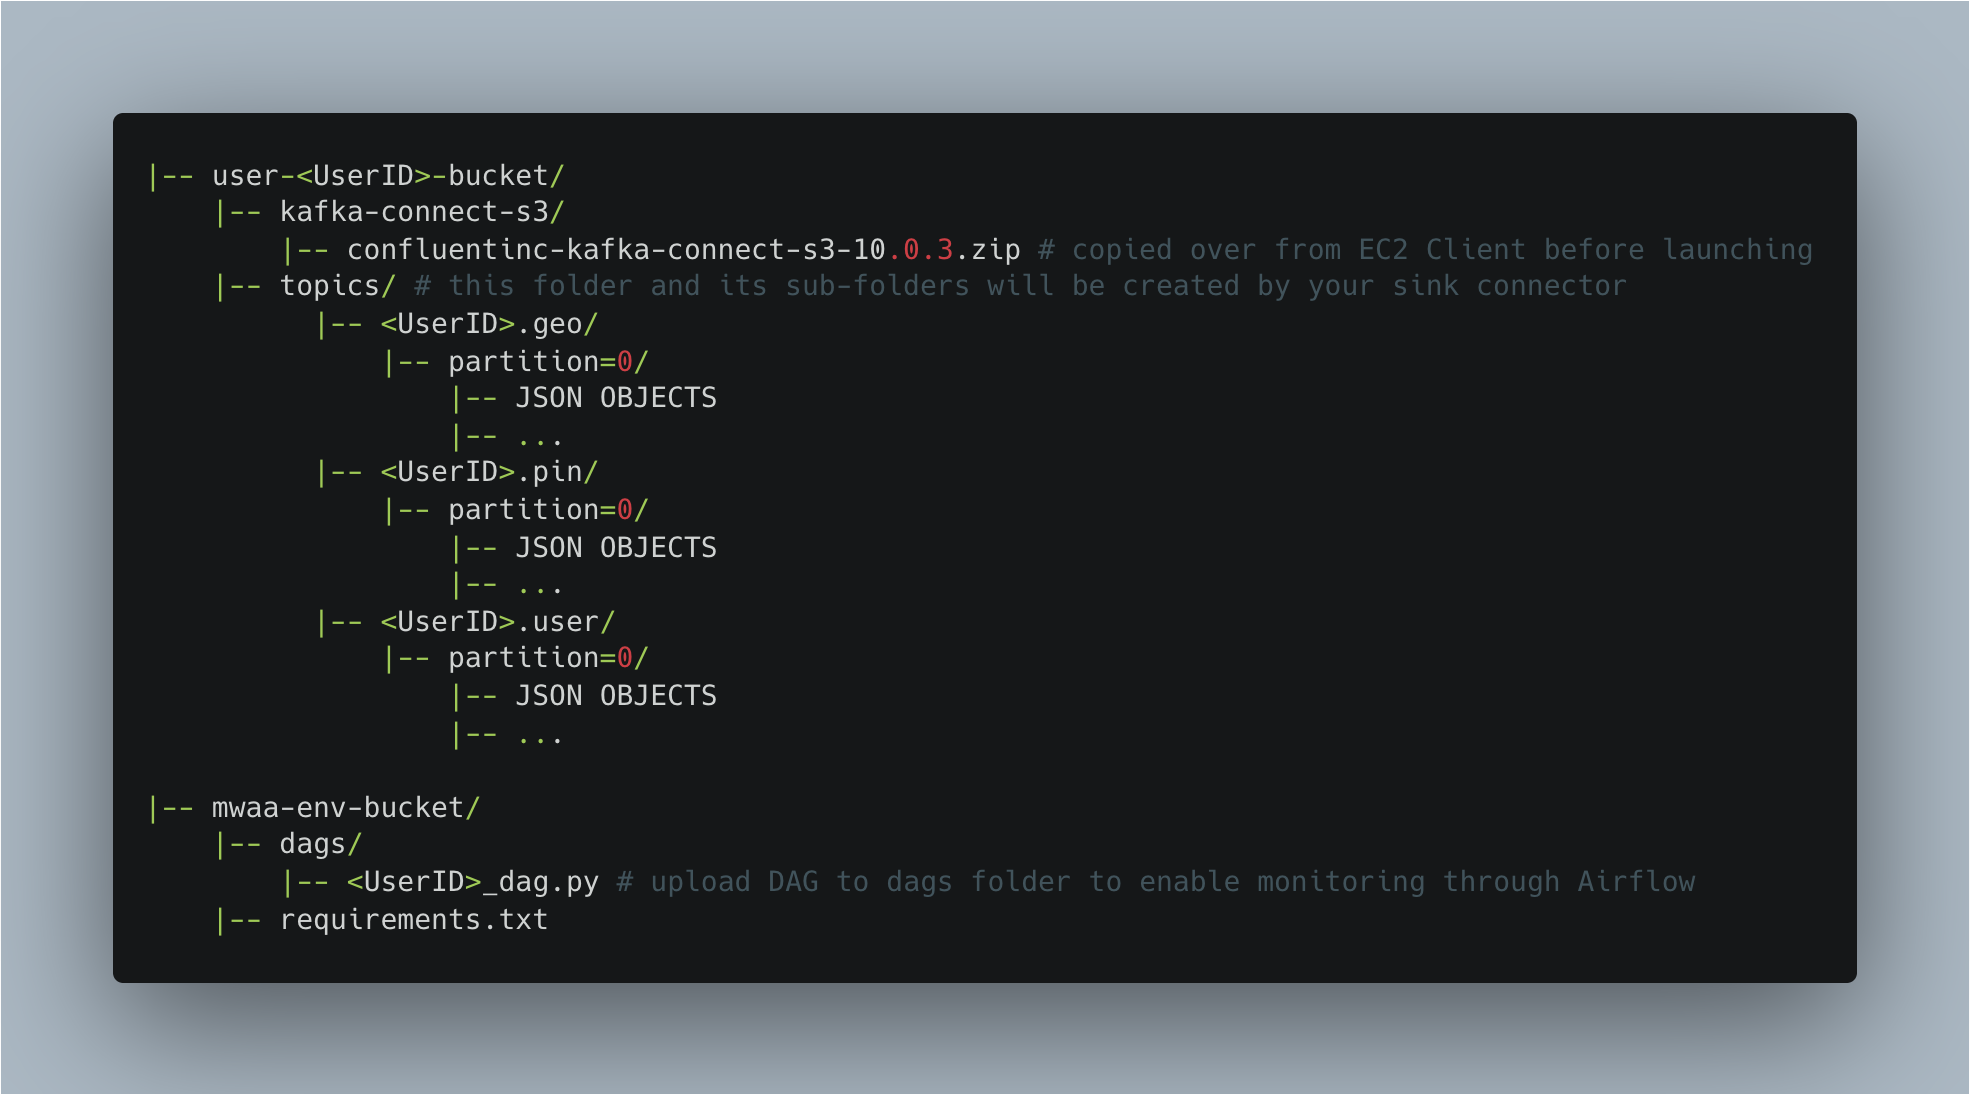 |-- user-<UserID>-bucket/
    |-- kafka-connect-s3/
        |-- confluentinc-kafka-connect-s3-10.0.3.zip # copied over from EC2 Client before launching
    |-- topics/ # this folder and its sub-folders will be created by your sink connector
          |-- <UserID>.geo/
              |-- partition=0/
                  |-- JSON OBJECTS
                  |-- ...
          |-- <UserID>.pin/
              |-- partition=0/
                  |-- JSON OBJECTS
                  |-- ...
          |-- <UserID>.user/
              |-- partition=0/
                  |-- JSON OBJECTS
                  |-- ...
|-- mwaa-env-bucket/
    |-- dags/
        |-- <UserID>_dag.py # upload DAG to dags folder to enable monitoring through Airflow
    |-- requirements.txt